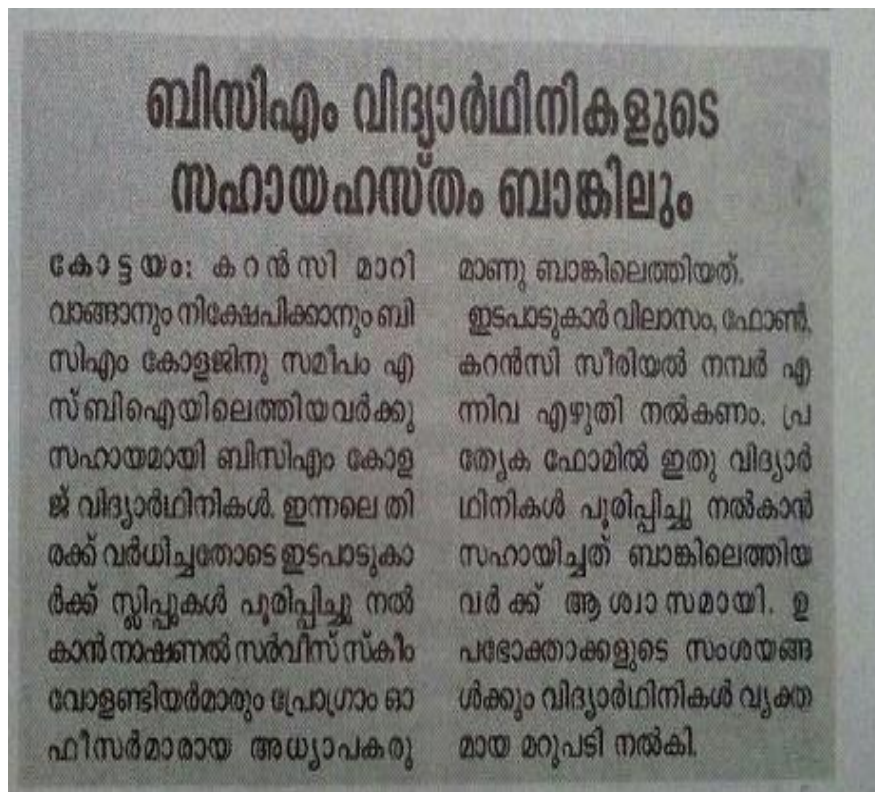 ബിസിഎം വിദ്യാർഥിനികളുടെ
സഹായഹസ്തം ബാങ്കിലും
കോട്ടയം: കറൻസി മാറി
വാങ്ങാനും നിക്ഷേപിക്കാനും ബി
സിഎം കോളജിനു സമീപം എ
സ്ബിഐയിലെത്തിയവർക്കു
സഹായമായി ബിസിഎം കോള
ജ് വിദ്യാർഥിനികൾ. ഇന്നലെ തി
രക്ക് വർധിച്ചതോടെ ഇടപാടുകാ
ർക്ക് സ്ലിപ്പുകൾ പൂരിപ്പിച്ചു നൽ
കാൻ നാഷണൽ സർവീസ് സ്കീം
വോളണ്ടിയർമാരും പ്രോഗ്രാം ഓ
ഫീസർമാരായ അധ്യാപകരു
മാണു ബാങ്കിലെത്തിയത്.
ഇടപാടുകാർ വിലാസം, ഫോൺ,
കറൻസി സീരിയൽ നമ്പർ എ
ന്നിവ എഴുതി നൽകണം. പ്ര
ത്യേക ഫോമിൽ ഇതു വിദ്യാർ
ഥിനികൾ പൂരിപ്പിച്ചു നൽകാൻ
സഹായിച്ചത് ബാങ്കിലെത്തിയ
വർക്ക് ആശ്വാസമായി. ഉ
പഭോക്താക്കളുടെ സംശയങ്ങ
ൾക്കും വിദ്യാർഥിനികൾ വ്യക്ത
മായ മറുപടി നൽകി.